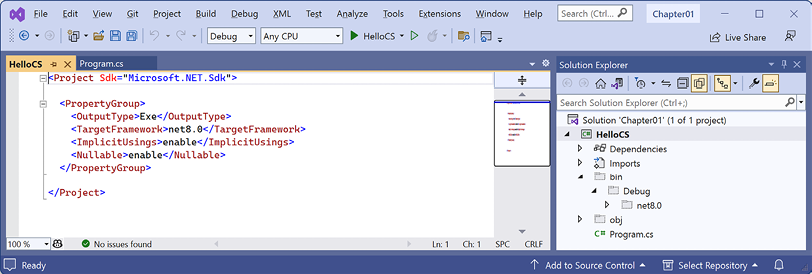 File Edit View Git Project Build Debug XML Test Analyze Tools Extensions Window Help Search (Ctrl... Chapter01
Debug Any CPU HelloCS Live Share
HelloCS Program.cs
<Project Sdk="Microsoft.NET.Sdk">
<PropertyGroup>
<OutputType>Exe</OutputType>
<TargetFramework>net8.0</TargetFramework>
<ImplicitUsings>enable</ImplicitUsings>
<Nullable>enable</Nullable>
</PropertyGroup>
</Project>
100 % No issues found Ln: 1 Ch: 1 SPC CRLF
Solution Explorer
Search Solution Explorer (Ctrl+;)
Solution 'Chapter01' (1 of 1 project)
HelloCS
Dependencies
Imports
bin
Debug
net8.0
obj
C# Program.cs
Ready Add to Source Control Select Repository